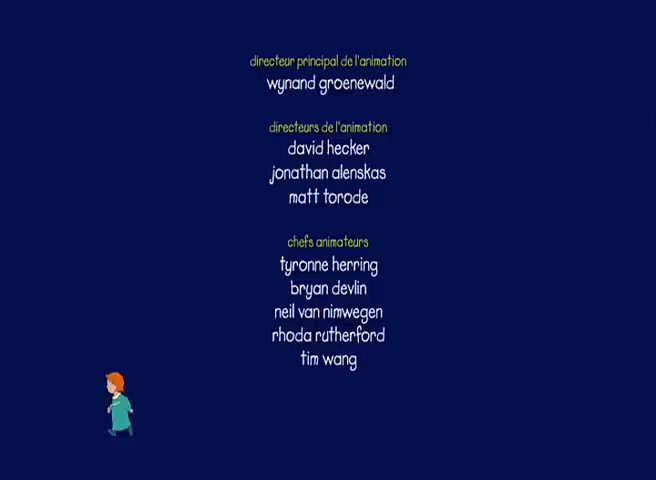 directeur principal de l'animation
wynand groenewald
directeurs de l'animation
david hecker
jonathan alenskas
matt torode
chefs animateurs
tyronne herring
bryan devlin
neil van nimwegen
rhoda rutherford
tim wang